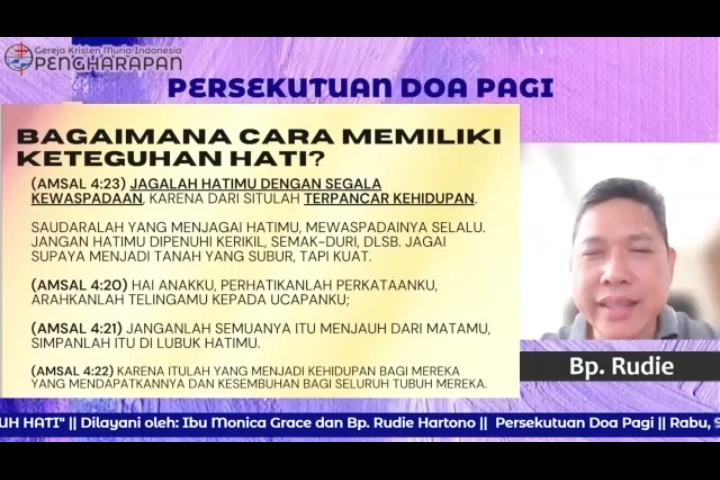 Gereja Kristen Muria Indonesia
PENGHARAPAN
PERSEKUTUAN DOA PAGI
BAGAIMANA CARA MEMILIKI
KETEGUHAN HATI?
(AMSAL 4:23) JAGALAH HATIMU DENGAN SEGALA
KEWASPADAAN, KARENA DARI SITULAH TERPANCAR KEHIDUPAN.
SAUDARALAH YANG MENJAGAI HATIMU, MEWASPADAINYA SELALU.
JANGAN HATIMU DIPENUHI KERIKIL, SEMAK-DURI, DLSB. JAGAI
SUPAYA MENJADI TANAH YANG SUBUR, TAPI KUAT.
(AMSAL 4:20) HAI ANAKKU, PERHATIKANLAH PERKATAANKU,
ARAHKANLAH TELINGAMU KEPADA UCAPANKU;
(AMSAL 4:21) JANGANLAH SEMUANYA ITU MENJAUH DARI MATAMU,
SIMPANLAH ITU DI LUBUK HATIMU.
(AMSAL 4:22) KARENA ITULAH YANG MENJADI KEHIDUPAN BAGI MEREKA
YANG MENDAPATKANNYA DAN KESEMBUHAN BAGI SELURUH TUBUH MEREKA.
Bp. Rudie
UH HATI" || Dilayani oleh: Ibu Monica Grace dan Bp. Rudie Hartono || Persekutuan Doa Pagi || Rabu, 9